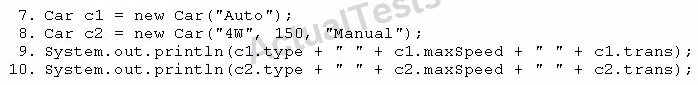 7. Car c1 = new Car("Auto");
8. Car c2 = new Car("4W", 150, "Manual");
9. System.out.println(c1.type + " " + c1.maxSpeed + " " + c1.trans);
10. System.out.println(c2.type + " " + c2.maxSpeed + " " + c2.trans);
ActualTests